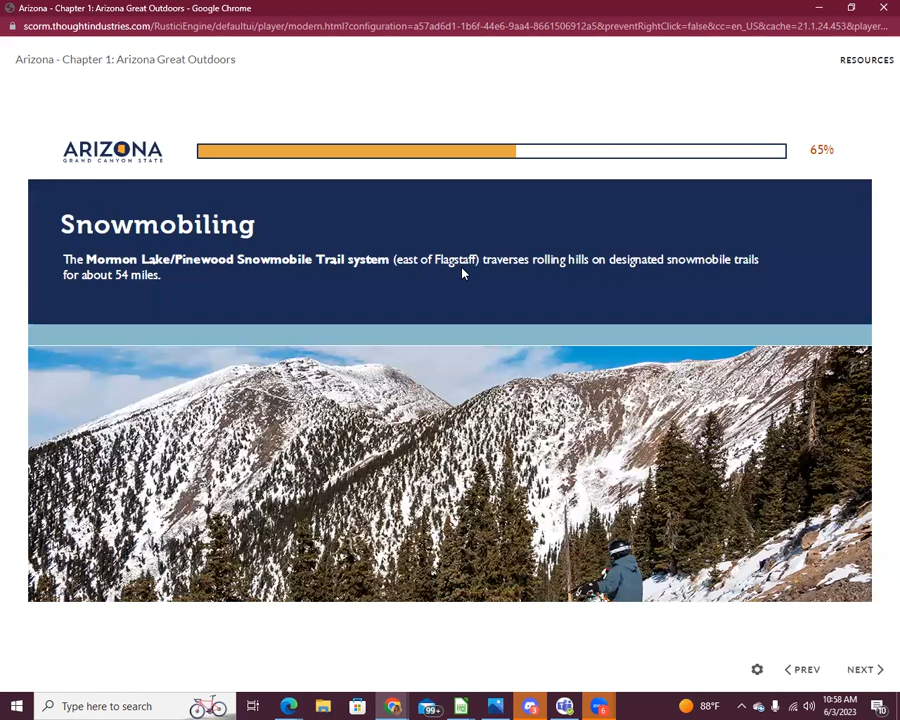 Arizona - Chapter 1: Arizona Great Outdoors - Google Chrome
scorm.thoughtindustries.com/RusticiEngine/defaultui/player/modern.html?configuration=a57ad6d1-1b6f-44e6-9aa4-8661506912a5&preventRightClick=false&cc=en_US&cache=21.1.24.453&player...
Arizona - Chapter 1: Arizona Great Outdoors
RESOURCES
ARIZONA
GRAND CANYON STATE
65%
Snowmobiling
The Mormon Lake/Pinewood Snowmobile Trail system (east of Flagstaff) traverses rolling hills on designated snowmobile trails
for about 54 miles.
PREV
NEXT
Type here to search
99+
3
6
88°F
10:58 AM
6/3/2023
10